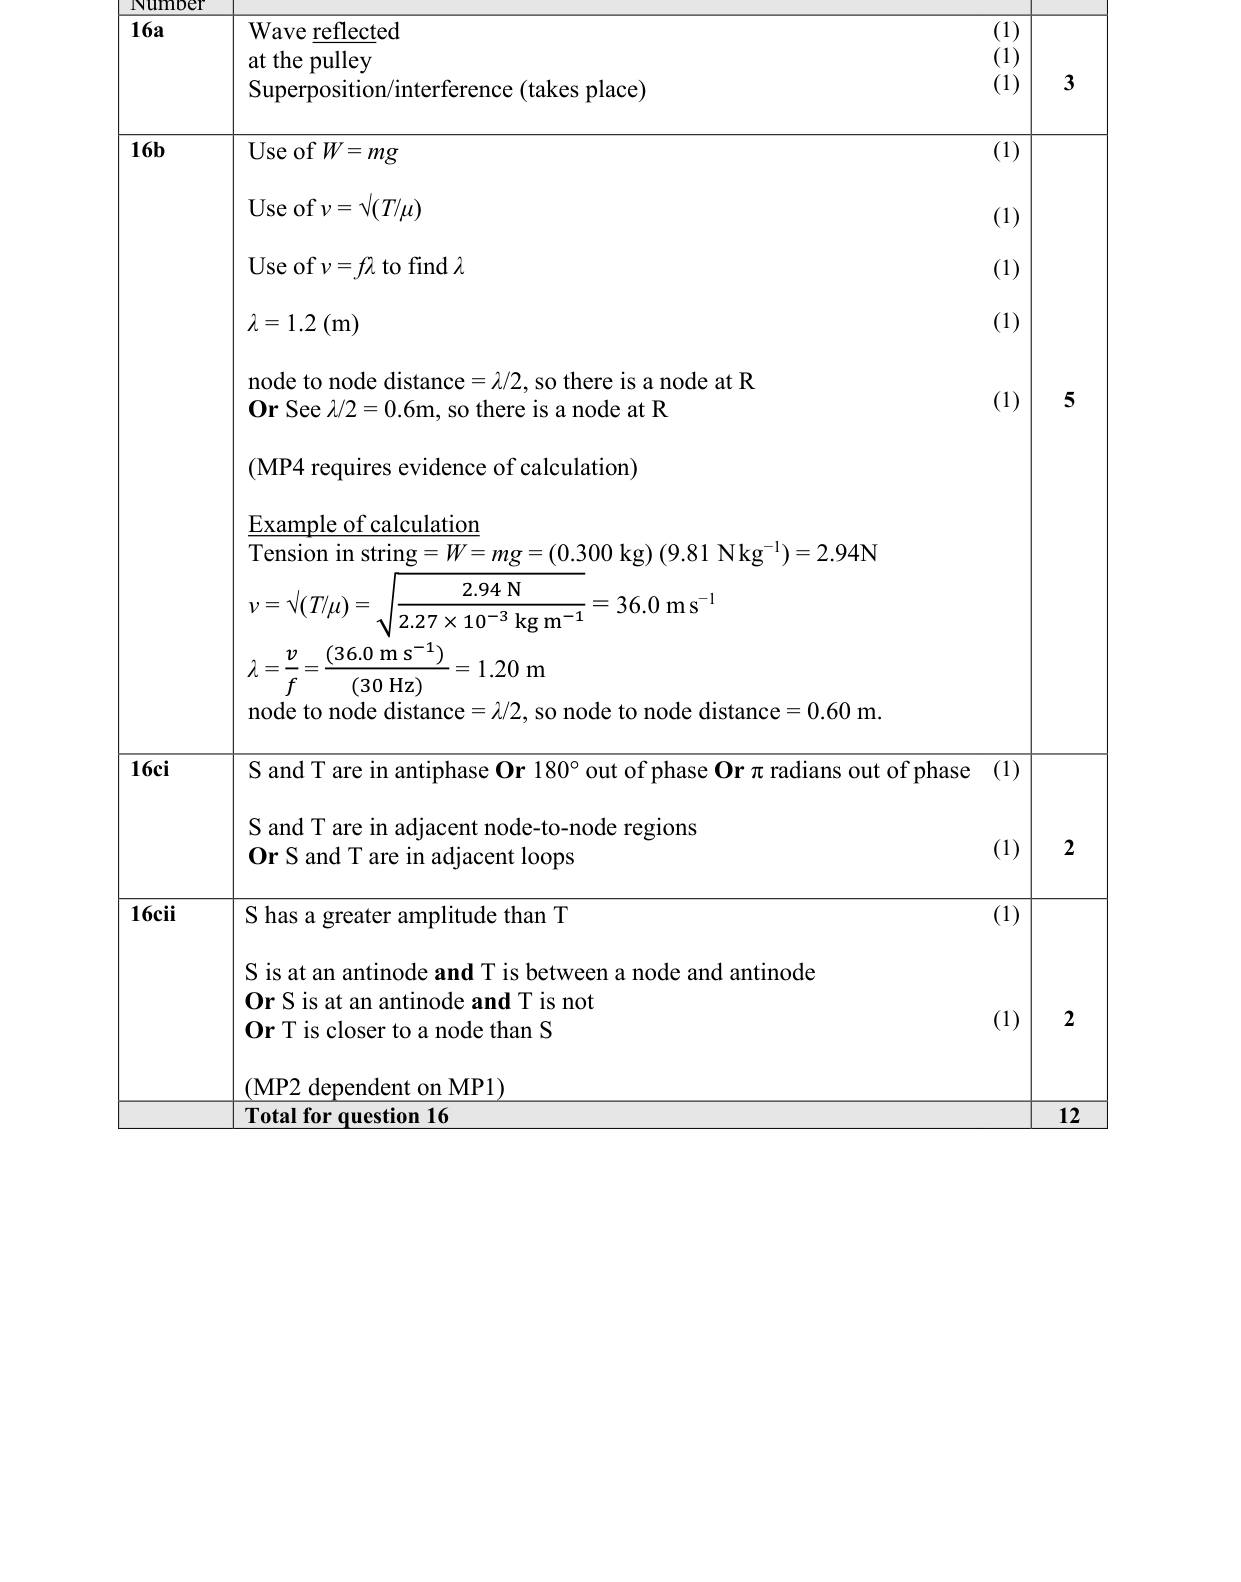 Number
16a
Wave reflected (1)
at the pulley (1)
Superposition/interference (takes place) (1) 3
16b
Use of W = mg (1)
Use of v = √(T/μ) (1)
Use of v = fλ to find λ (1)
λ = 1.2 (m) (1)
node to node distance = λ/2, so there is a node at R
Or See λ/2 = 0.6m, so there is a node at R (1) 5
(MP4 requires evidence of calculation)
Example of calculation
Tension in string = W = mg = (0.300 kg) (9.81 N kg⁻¹) = 2.94N
v = √(T/μ) = √(2.94 N / 2.27 × 10⁻³ kg m⁻¹) = 36.0 m s⁻¹
λ = v/f = (36.0 m s⁻¹)/(30 Hz) = 1.20 m
node to node distance = λ/2, so node to node distance = 0.60 m.
16ci
S and T are in antiphase Or 180° out of phase Or π radians out of phase (1)
S and T are in adjacent node-to-node regions
Or S and T are in adjacent loops (1) 2
16cii
S has a greater amplitude than T (1)
S is at an antinode and T is between a node and antinode
Or S is at an antinode and T is not
Or T is closer to a node than S (1) 2
(MP2 dependent on MP1)
Total for question 16 12